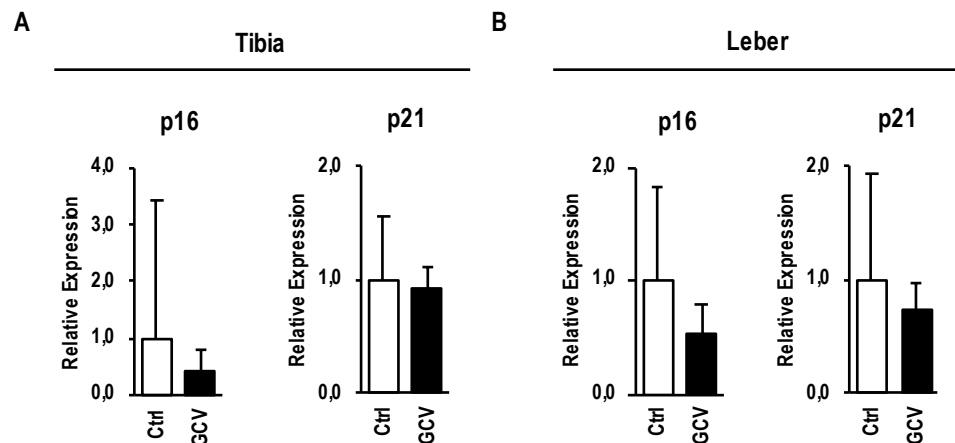 A
Tibia
p16
Relative Expression
4,0
3,0
2,0
1,0
0,0
Ctrl
GCV
p21
Relative Expression
2,0
1,0
0,0
Ctrl
GCV
B
Leber
p16
Relative Expression
2,0
1,0
0,0
Ctrl
GCV
p21
Relative Expression
2,0
1,0
0,0
Ctrl
GCV